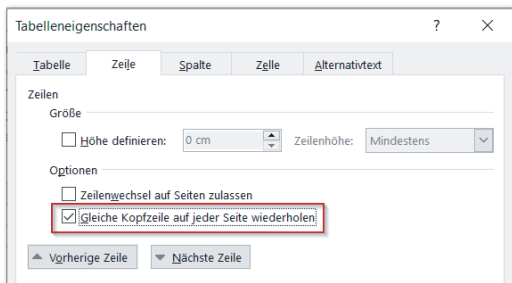 Tabelleneigenschaften ? ×
Tabelle Zeile Spalte Zelle Alternativtext
Zeilen
Größe
Höhe definieren: 0 cm Zeilenhöhe: Mindestens
Optionen
Zeilenwechsel auf Seiten zulassen
Gleiche Kopfzeile auf jeder Seite wiederholen
Vorherige Zeile Nächste Zeile